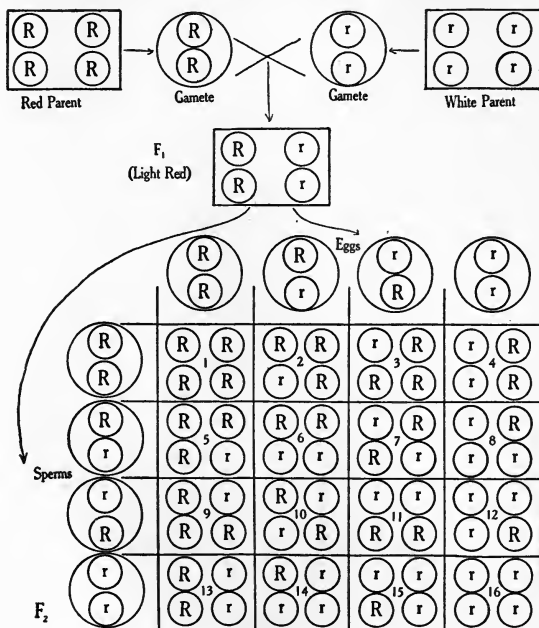 R R R r r r
R R R r r r
Red Parent Gamete Gamete White Parent
F₁ R r
(Light Red)
R r
Eggs
R R r r
R r R r
R R R R R r R r R
1 2 3 4
R R R r R R R r R
R R R R R r R r R
5 6 7 8
r R r r r R r r r
Sperms
r R r R r r r r r
9 10 11 12
R R R r R R R r R
r R r R r r r r r
13 14 15 16
r R r r r R r r r
F₂